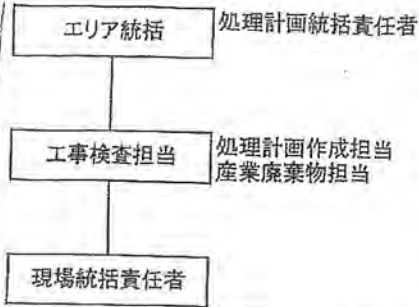 エリア統括
処理計画統括責任者
工事検査担当
処理計画作成担当
産業廃棄物担当
現場統括責任者